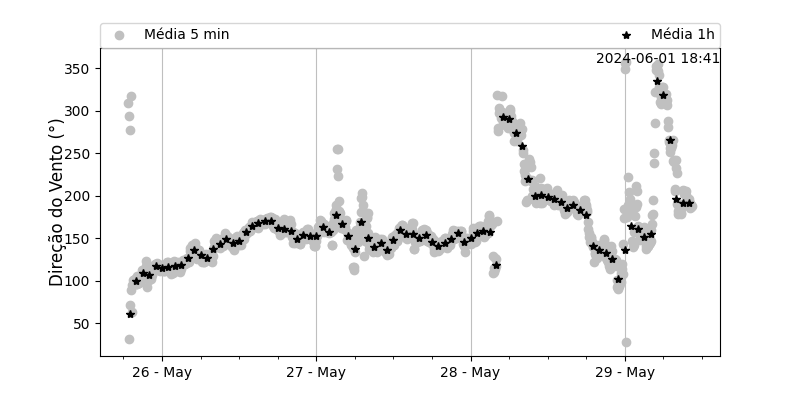 Média 5 min
Média 1h
2024-06-01 18:41
Direção do Vento (°)
350
300
250
200
150
100
50
26 - May
27 - May
28 - May
29 - May